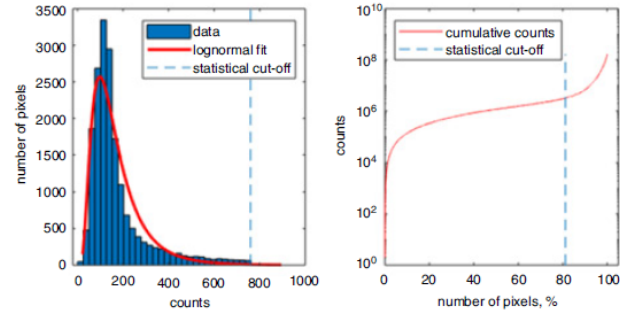 3500
3000
2500
2000
1500
1000
500
0
number of pixels
data
lognormal fit
statistical cut-off
0 200 400 600 800 1000
counts
10^10
10^8
10^6
10^4
10^2
10^0
counts
cumulative counts
statistical cut-off
0 20 40 60 80 100
number of pixels, %